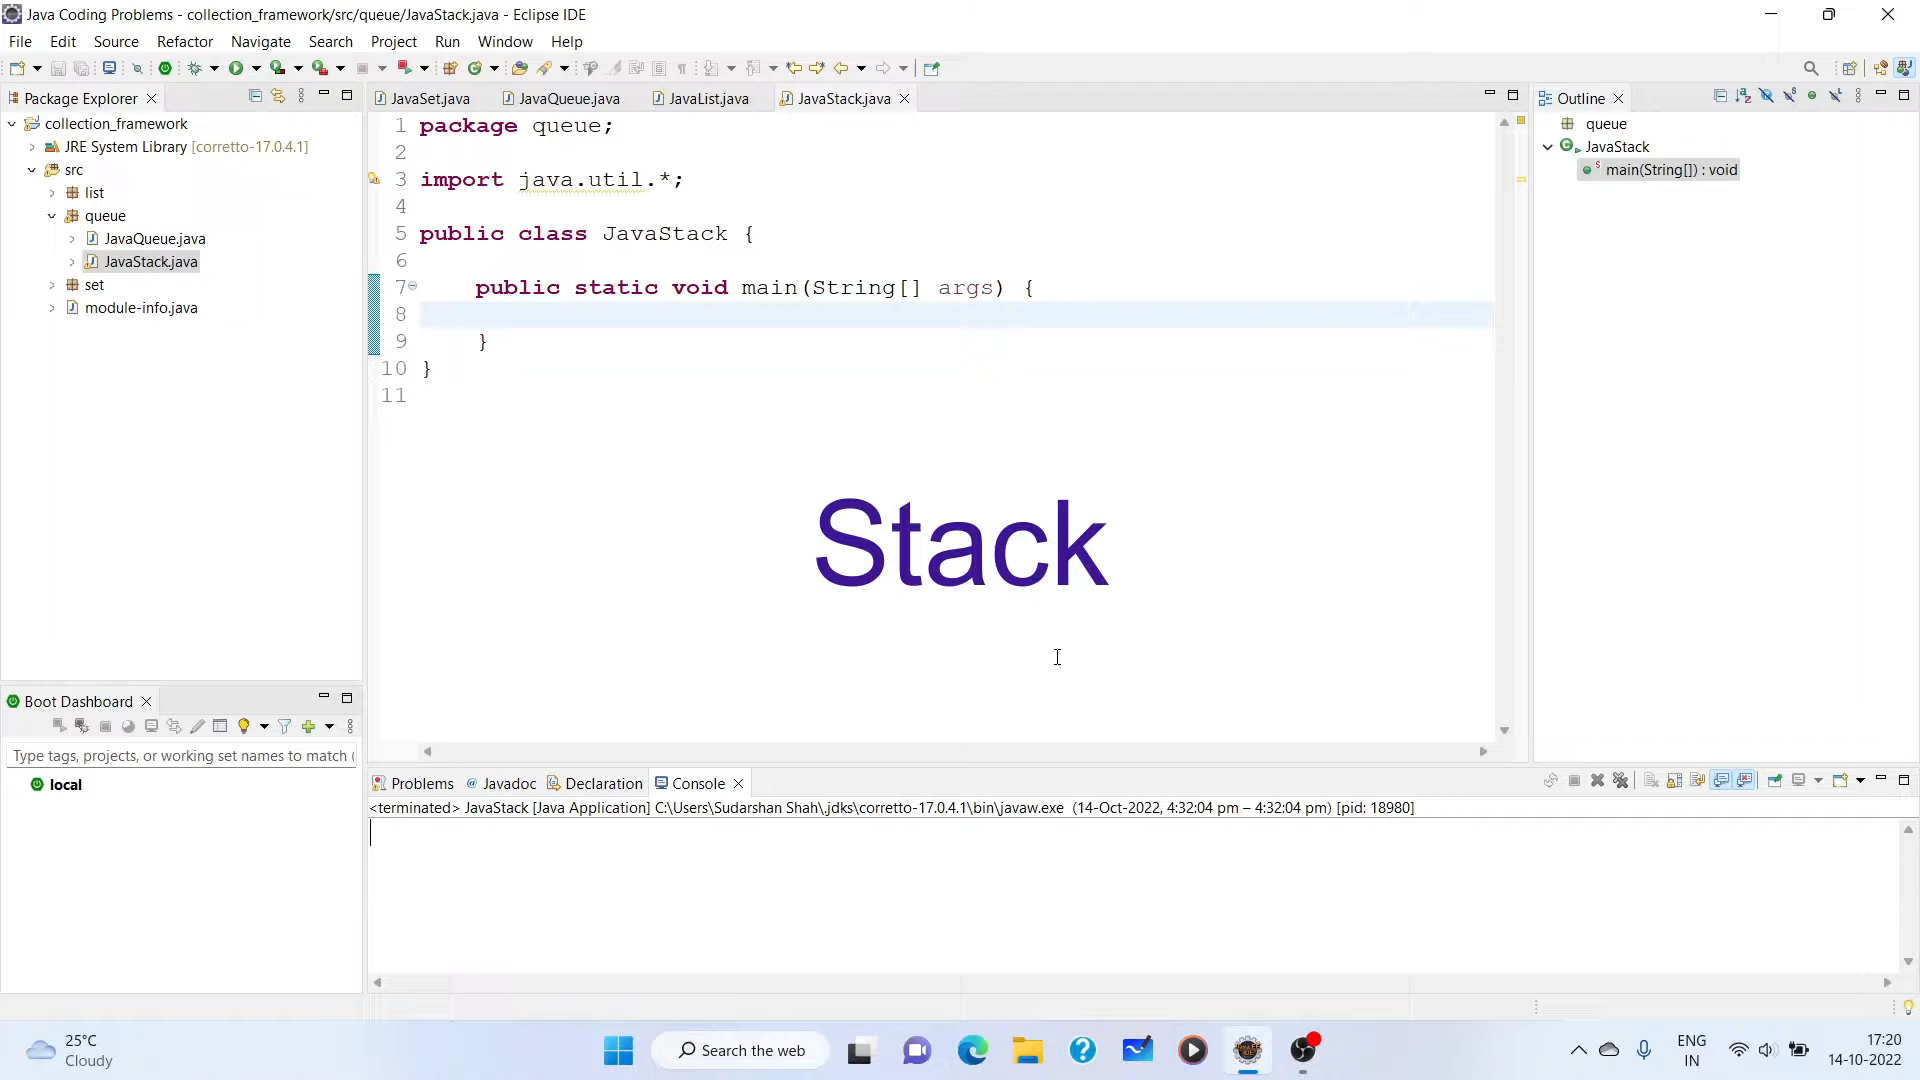 Java Coding Problems - collection_framework/src/queue/JavaStack.java - Eclipse IDE
File Edit Source Refactor Navigate Search Project Run Window Help
Package Explorer
collection_framework
JRE System Library [corretto-17.0.4.1]
src
list
queue
JavaQueue.java
JavaStack.java
set
module-info.java
JavaSet.java JavaQueue.java JavaList.java JavaStack.java
1 package queue;
2
3 import java.util.*;
4
5 public class JavaStack {
6
7 public static void main(String[] args) {
8
9 }
10 }
11
Stack
Outline
queue
JavaStack
main(String[]) : void
Boot Dashboard
Type tags, projects, or working set names to match (
local
Problems Javadoc Declaration Console
<terminated> JavaStack [Java Application] C:\Users\Sudarshan Shah\.jdks\corretto-17.0.4.1\bin\javaw.exe (14-Oct-2022, 4:32:04 pm – 4:32:04 pm) [pid: 18980]
25°C
Cloudy
Search the web
ENG
IN
17:20
14-10-2022